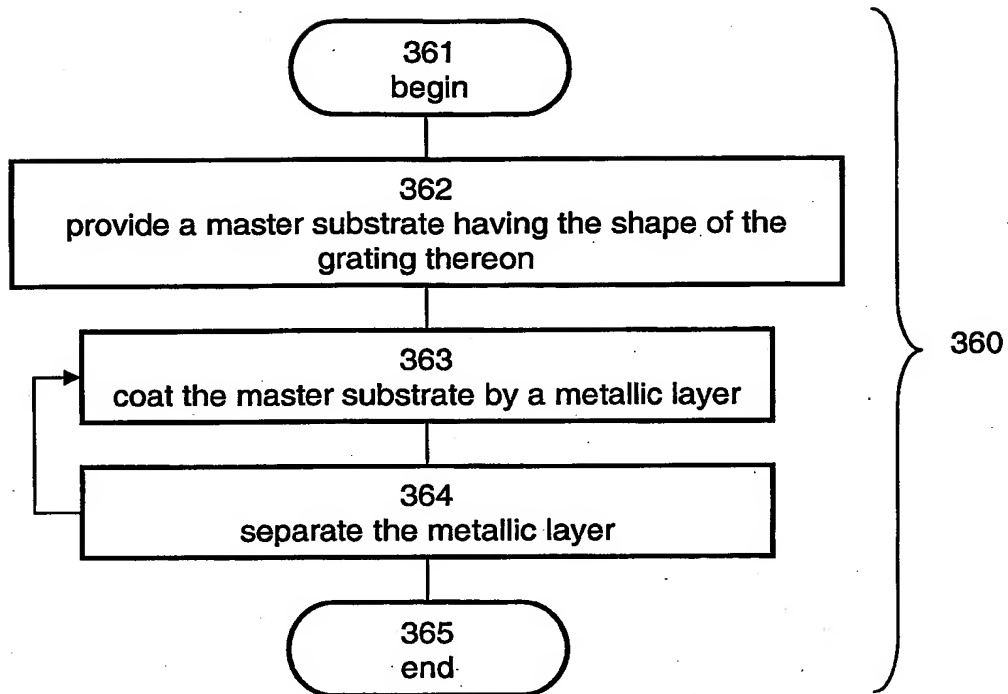 361
begin
362
provide a master substrate having the shape of the
grating thereon
363
coat the master substrate by a metallic layer
364
separate the metallic layer
365
end
360